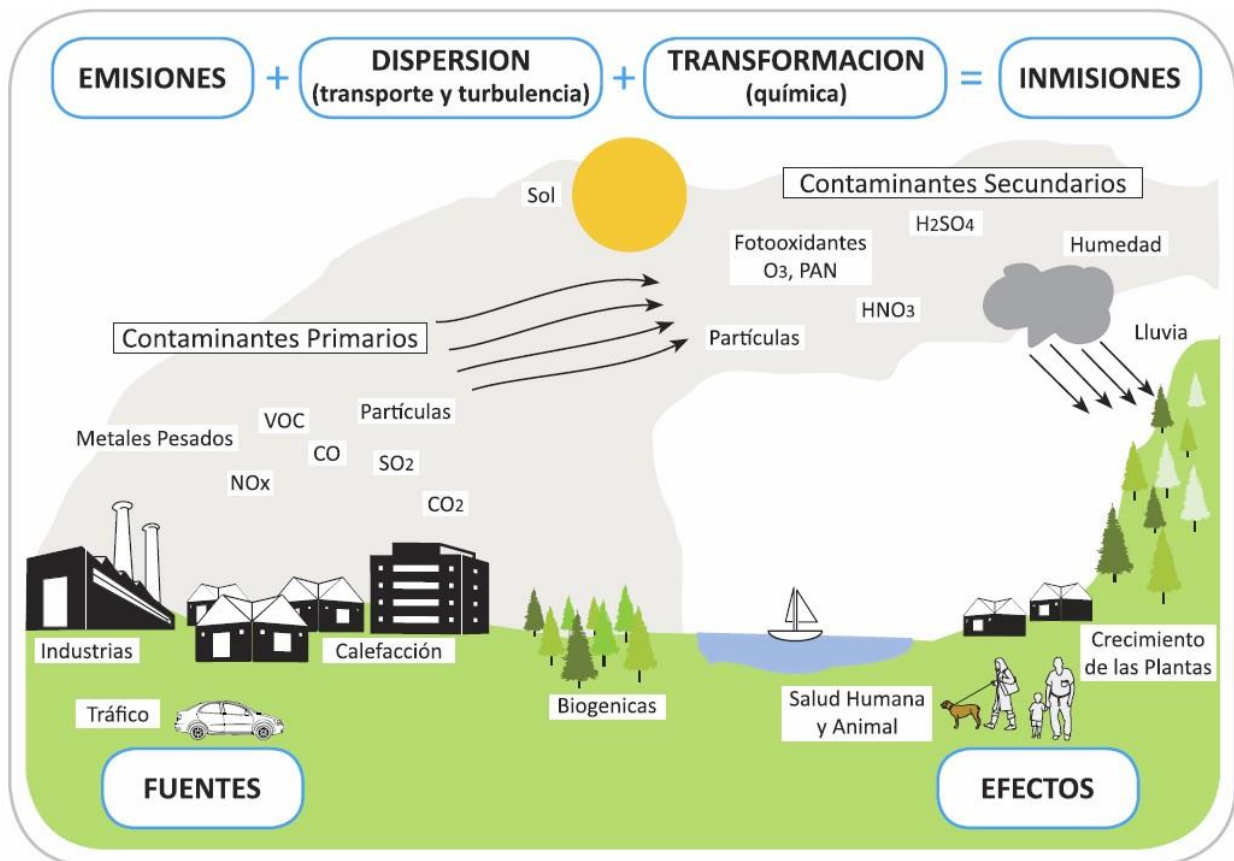 EMISIONES
+
DISPERSION
(transporte y turbulencia)
+
TRANSFORMACION
(química)
=
INMISIONES
Sol
Contaminantes Secundarios
H2SO4
Fotooxidantes
O3, PAN
Humedad
HNO3
Contaminantes Primarios
Partículas
Lluvia
Partículas
VOC
Metales Pesados
CO
SO2
NOx
CO2
Industrias
Calefacción
Crecimiento
de las Plantas
Tráfico
Biogenicas
Salud Humana
y Animal
FUENTES
EFECTOS